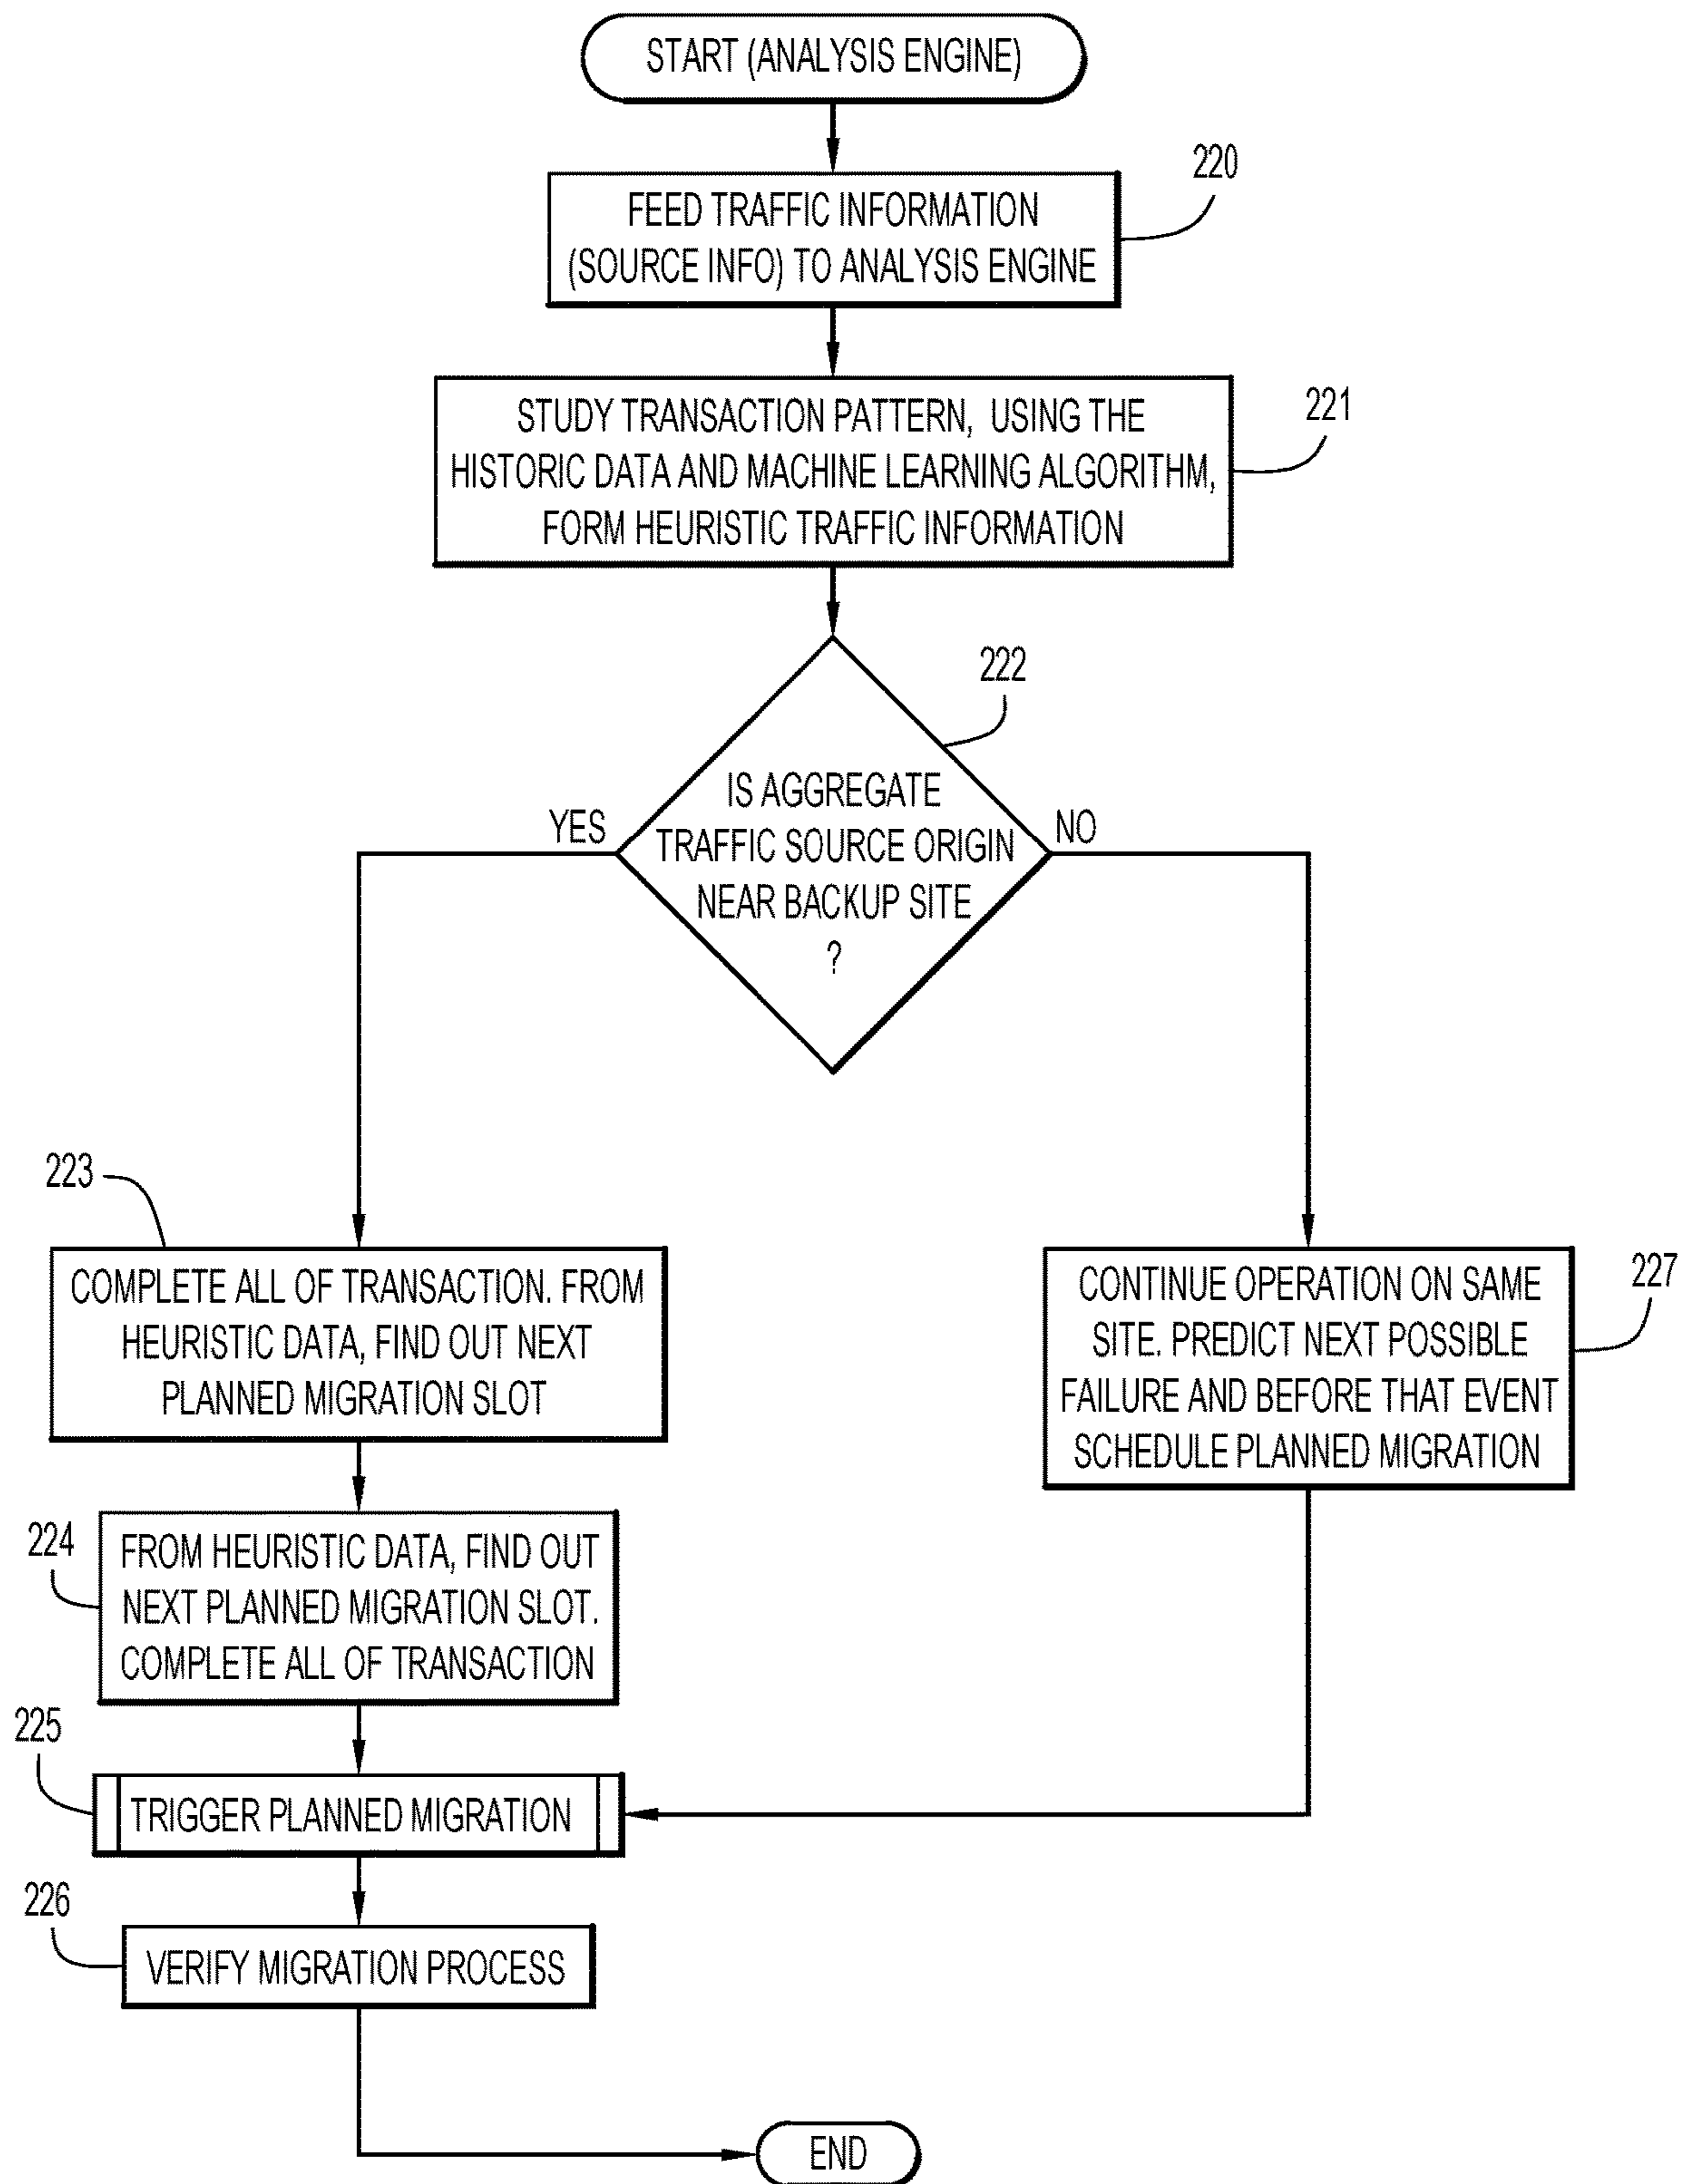 START (ANALYSIS ENGINE)
220
FEED TRAFFIC INFORMATION
(SOURCE INFO) TO ANALYSIS ENGINE
221
STUDY TRANSACTION PATTERN, USING THE
HISTORIC DATA AND MACHINE LEARNING ALGORITHM,
FORM HEURISTIC TRAFFIC INFORMATION
222
IS AGGREGATE
TRAFFIC SOURCE ORIGIN
NEAR BACKUP SITE
?
YES
NO
223
COMPLETE ALL OF TRANSACTION. FROM
HEURISTIC DATA, FIND OUT NEXT
PLANNED MIGRATION SLOT
227
CONTINUE OPERATION ON SAME
SITE. PREDICT NEXT POSSIBLE
FAILURE AND BEFORE THAT EVENT
SCHEDULE PLANNED MIGRATION
224
FROM HEURISTIC DATA, FIND OUT
NEXT PLANNED MIGRATION SLOT.
COMPLETE ALL OF TRANSACTION
225
TRIGGER PLANNED MIGRATION
226
VERIFY MIGRATION PROCESS
END